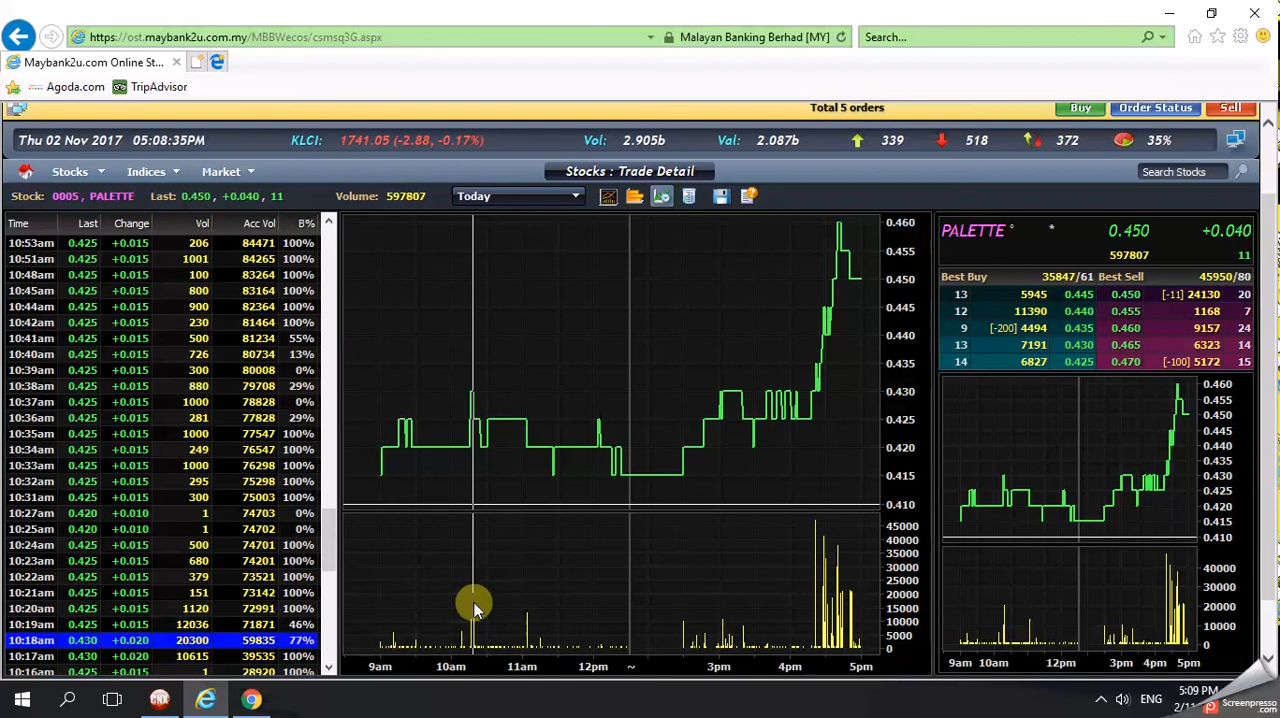 https://ost.maybank2u.com.my/MBBWecos/csmsq3G.aspx
Malayan Banking Berhad [MY]
Search...
Maybank2u.com Online St...
Agoda.com
TripAdvisor
Total 5 orders
Buy
Order Status
Sell
Thu 02 Nov 2017 05:08:35PM
KLCI: 1741.05 (-2.88, -0.17%)
Vol: 2.905b
Val: 2.087b
339
518
372
35%
Stocks
Indices
Market
Stocks : Trade Detail
Search Stocks
Stock: 0005, PALETTE Last: 0.450, +0.040, 11
Volume: 597807
Today
Time Last Change Vol Acc Vol B%
10:53am 0.425 +0.015 206 84471 100%
10:51am 0.425 +0.015 1001 84265 100%
10:48am 0.425 +0.015 100 83264 100%
10:45am 0.425 +0.015 800 83164 100%
10:44am 0.425 +0.015 900 82364 100%
10:42am 0.425 +0.015 230 81464 100%
10:41am 0.425 +0.015 500 81234 55%
10:40am 0.425 +0.015 726 80734 13%
10:39am 0.425 +0.015 300 80008 0%
10:38am 0.425 +0.015 880 79708 29%
10:37am 0.425 +0.015 1000 78828 0%
10:36am 0.425 +0.015 281 77828 29%
10:35am 0.425 +0.015 1000 77547 100%
10:34am 0.425 +0.015 249 76547 100%
10:33am 0.425 +0.015 1000 76298 100%
10:32am 0.425 +0.015 295 75298 100%
10:31am 0.425 +0.015 300 75003 100%
10:27am 0.420 +0.010 1 74703 0%
10:25am 0.420 +0.010 1 74702 0%
10:24am 0.425 +0.015 500 74701 100%
10:23am 0.425 +0.015 680 74201 100%
10:22am 0.425 +0.015 379 73521 100%
10:21am 0.425 +0.015 151 73142 100%
10:20am 0.425 +0.015 1120 72991 100%
10:19am 0.425 +0.015 12036 71871 46%
10:18am 0.430 +0.020 20300 59835 77%
10:17am 0.430 +0.020 10615 39535 100%
10:16am 0.425 +0.015 1 28920 100%
0.460
0.455
0.450
0.445
0.440
0.435
0.430
0.425
0.420
0.415
0.410
45000
40000
35000
30000
25000
20000
15000
10000
5000
0
9am 10am 11am 12pm ~ 3pm 4pm 5pm
PALETTE ° * 0.450 +0.040
597807 11
Best Buy 35847/61 Best Sell 45950/80
13 5945 0.445 0.450 [-11] 24130 20
12 11390 0.440 0.455 1168 7
9 [-200] 4494 0.435 0.460 9157 24
13 7191 0.430 0.465 6323 14
14 6827 0.425 0.470 [-100] 5172 15
0.460
0.455
0.450
0.445
0.440
0.435
0.430
0.425
0.420
0.415
0.410
40000
30000
20000
10000
0
9am 10am 12pm 3pm 4pm 5pm
ENG
5:09 PM
2/11
Screenpresso
.com